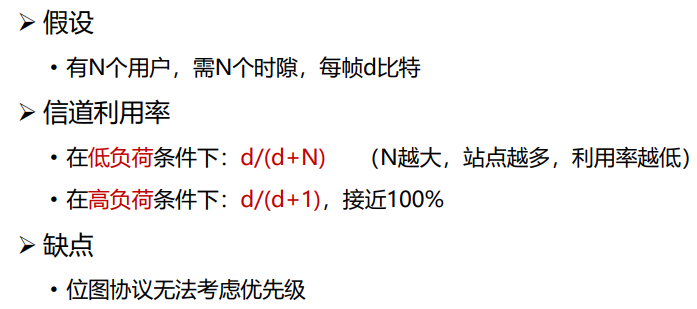 ➢ 假设
• 有N个用户，需N个时隙，每帧d比特
➢ 信道利用率
• 在低负荷条件下：d/(d+N) （N越大，站点越多，利用率越低）
• 在高负荷条件下：d/(d+1)，接近100%
➢ 缺点
• 位图协议无法考虑优先级